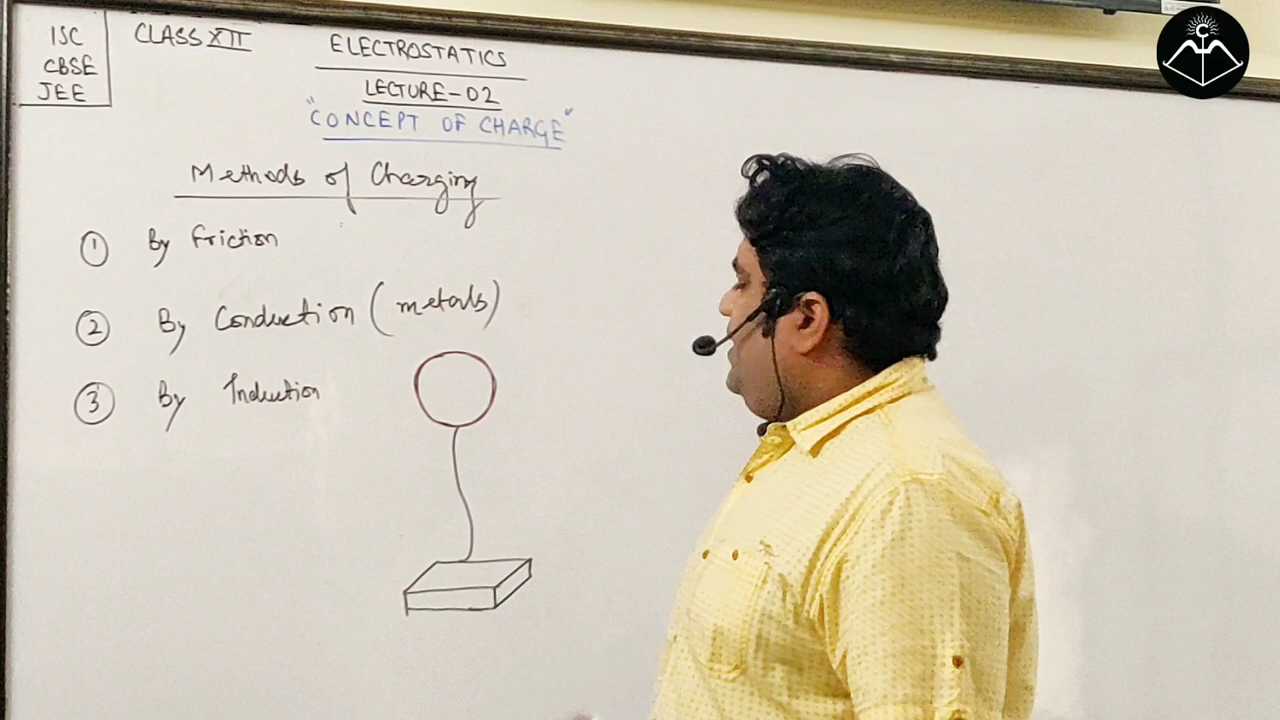 ISC
CBSE
JEE
CLASS XII
ELECTROSTATICS
LECTURE-02
"CONCEPT OF CHARGE"
Methods of Charging
① By Friction
② By Conduction (metals)
③ By Induction